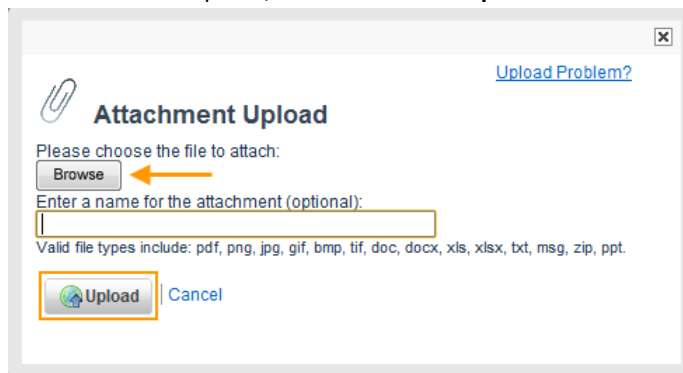 Upload Problem?
Attachment Upload
Please choose the file to attach:
Browse
Enter a name for the attachment (optional):
Valid file types include: pdf, png, jpg, gif, bmp, tif, doc, docx, xls, xlsx, txt, msg, zip, ppt.
Upload | Cancel